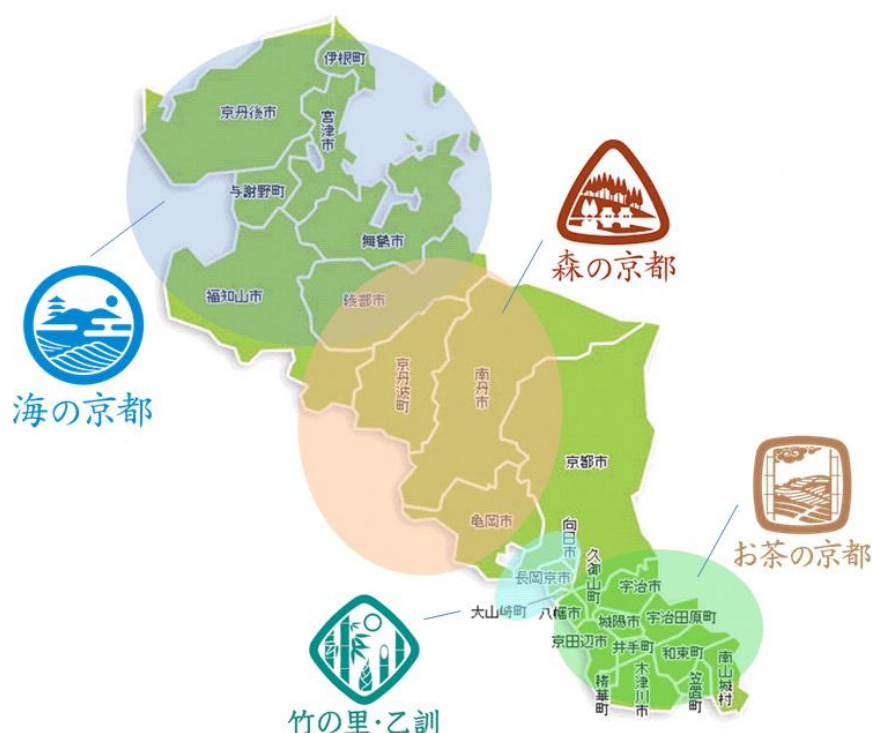 伊根町
京丹後市
宮津市
与謝野町
舞鶴市
福知山市
綾部市
海の京都
森の京都
京丹波町
南丹市
京都市
亀岡市
向日市
長岡京市
大山崎町
竹の里・乙訓
お茶の京都
久御山町
宇治市
八幡市
城陽市
宇治田原町
京田辺市
井手町
和束町
精華町
木津川市
笠置町
南山城村